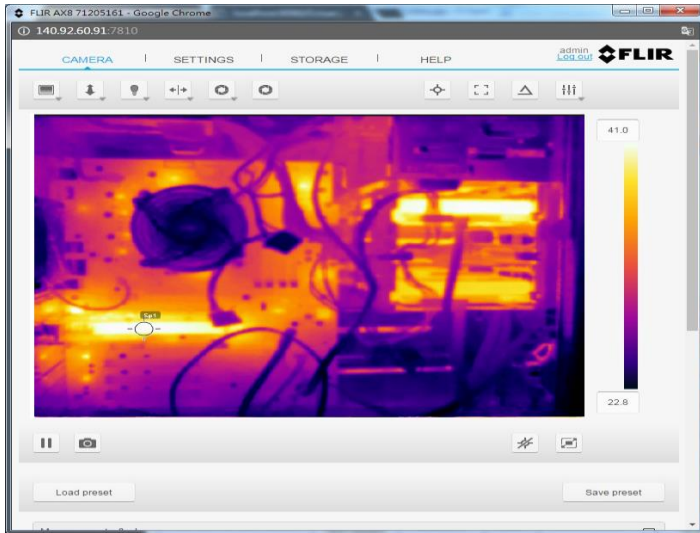 FLIR AX8 71205161 - Google Chrome
140.92.60.91:7810
CAMERA SETTINGS STORAGE HELP
admin
Log out
FLIR
41.0
Sp1
22.8
Load preset Save preset